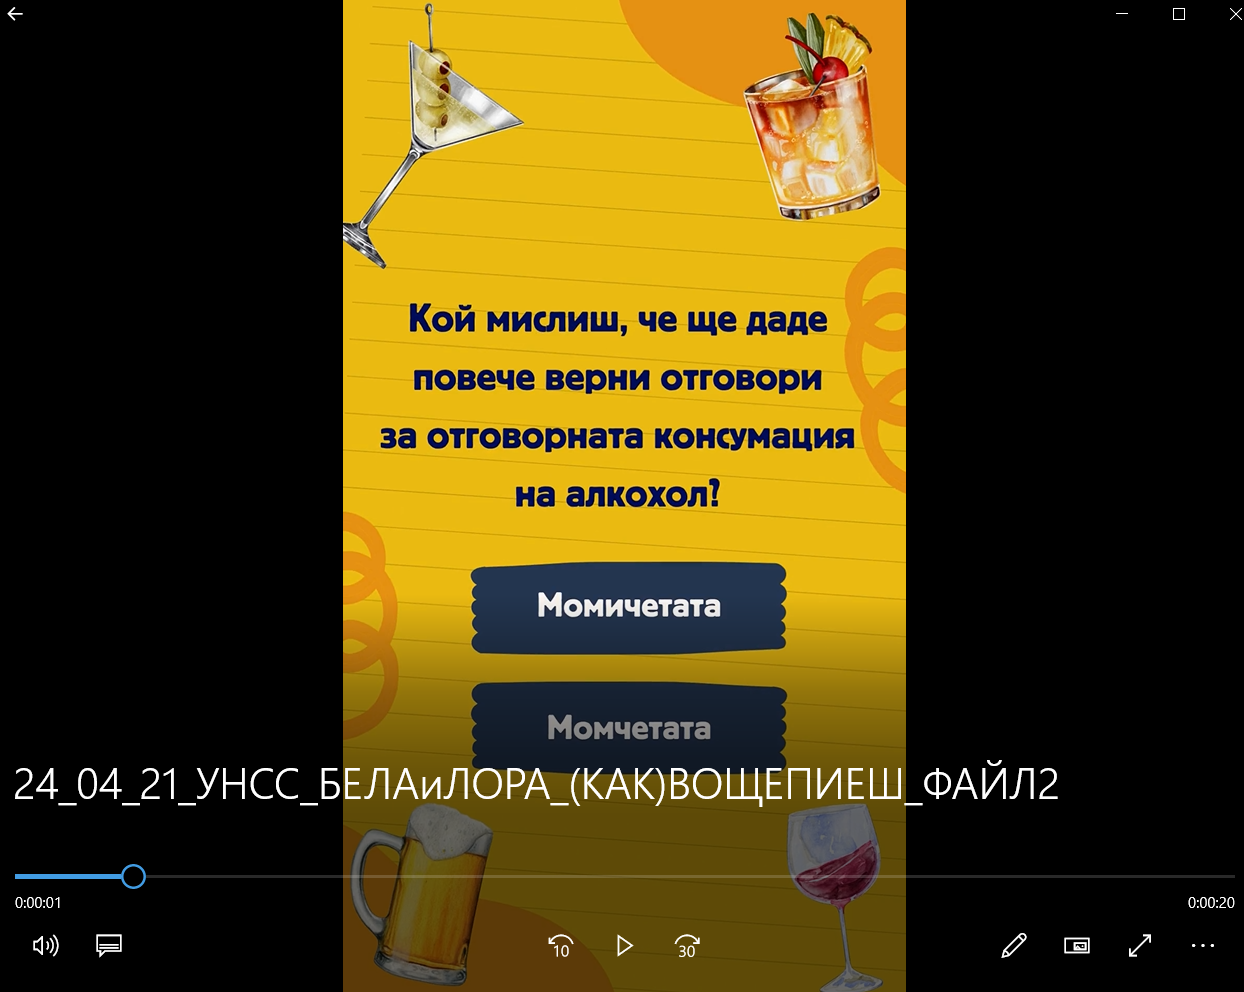 Кой мислиш, че ще даде
повече верни отговори
за отговорната консумация
на алкохол?
Момичетата
Момчетата
24_04_21_УНСС_БЕЛАиЛОРА_(КАК)ВОЩЕПИЕШ_ФАЙЛ2
0:00:01
0:00:20
10
30